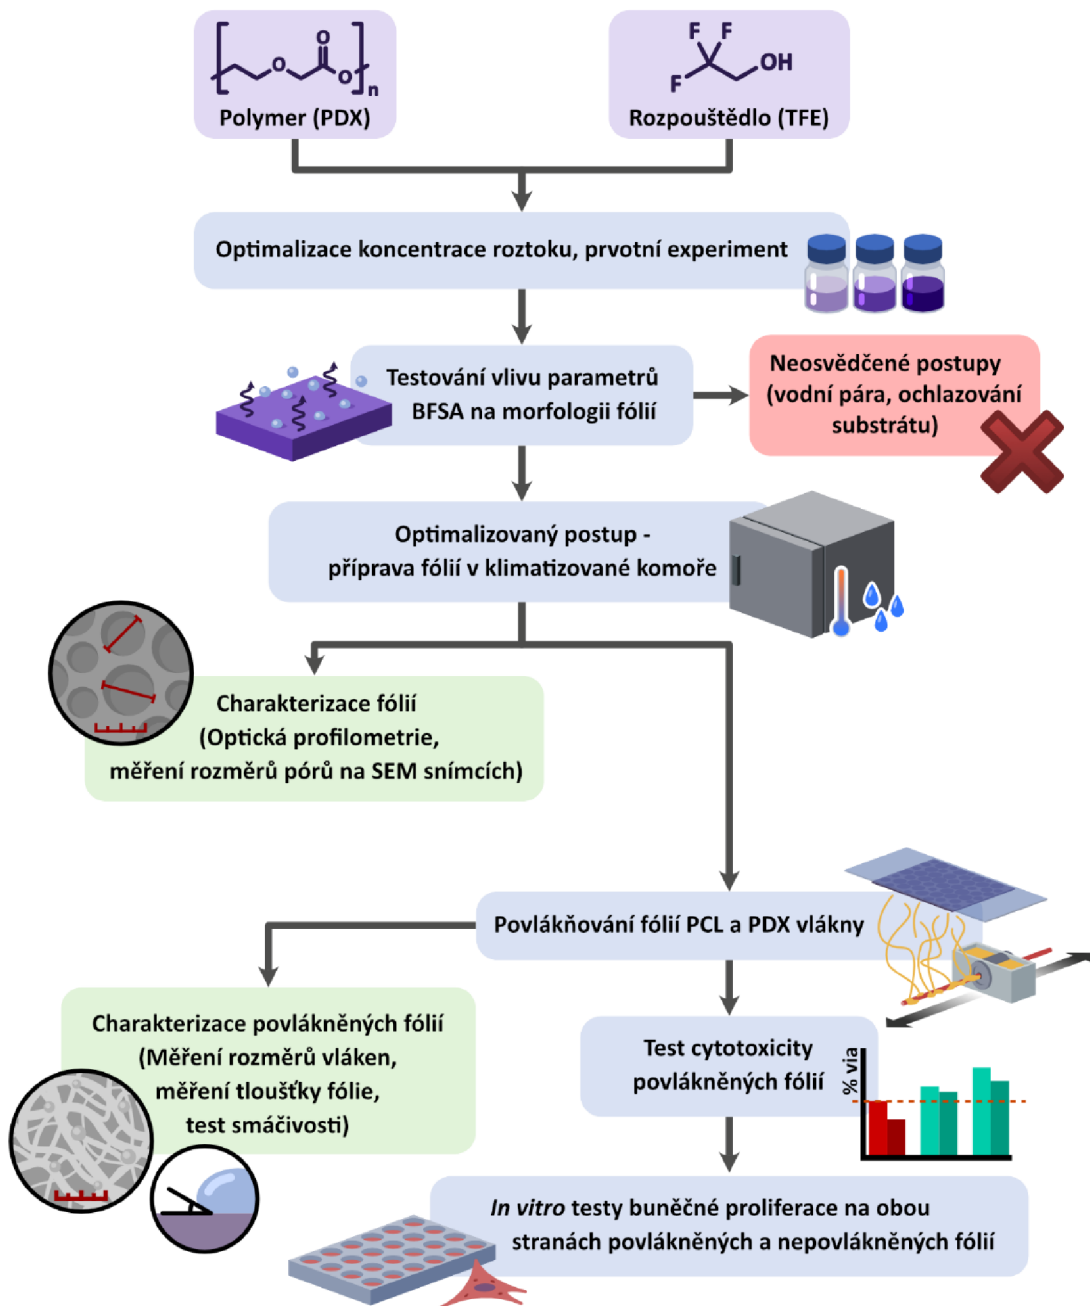 O
O
O
n
Polymer (PDX)
F F
F
OH
Rozpouštědlo (TFE)
Optimalizace koncentrace roztoku, prvotní experiment
Testování vlivu parametrů
BFSA na morfologii fólií
Neosvědčené postupy
(vodní pára, ochlazování
substrátu)
Optimalizovaný postup -
příprava fólií v klimatizované komoře
Charakterizace fólií
(Optická profilometrie,
měření rozměrů pórů na SEM snímcích)
Povlákňování fólií PCL a PDX vlákny
Charakterizace povlákněných fólií
(Měření rozměrů vláken,
měření tloušťky fólie,
test smáčivosti)
Test cytotoxicity
povlákněných fólií
% via
In vitro testy buněčné proliferace na obou
stranách povlákněných a nepovlákněných fólií